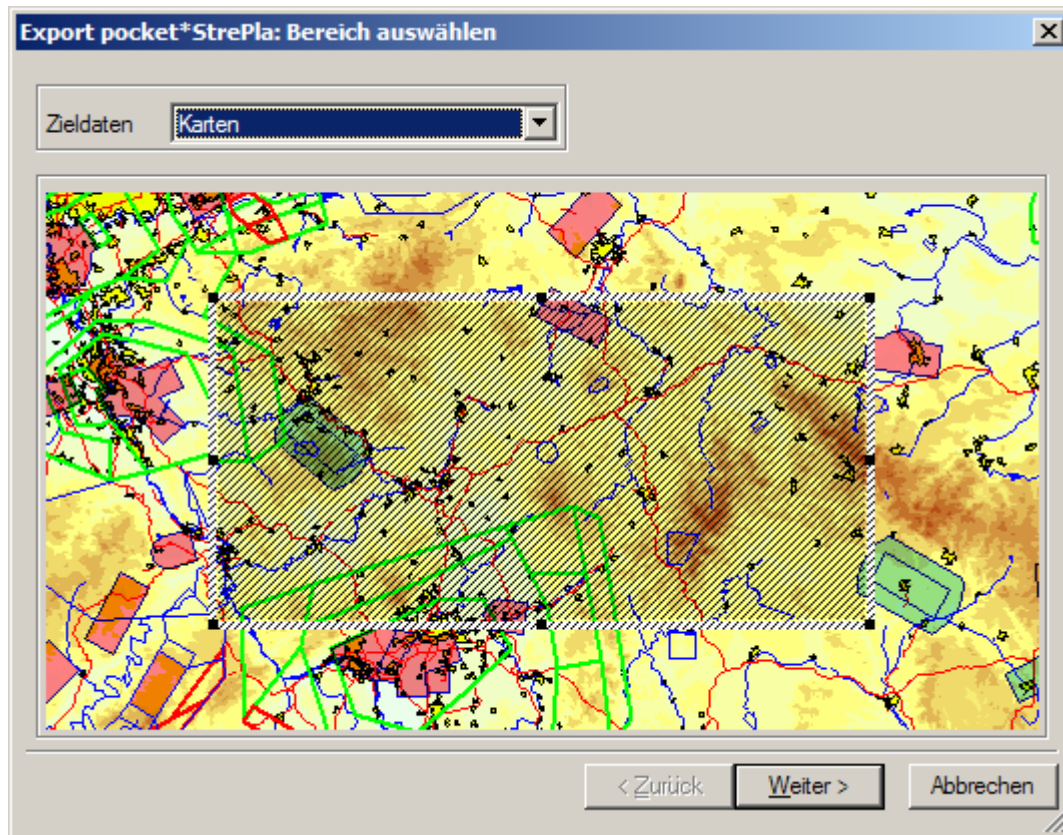 Export pocket*StrePla: Bereich auswählen
Zieldaten
Karten
< Zurück
Weiter >
Abbrechen